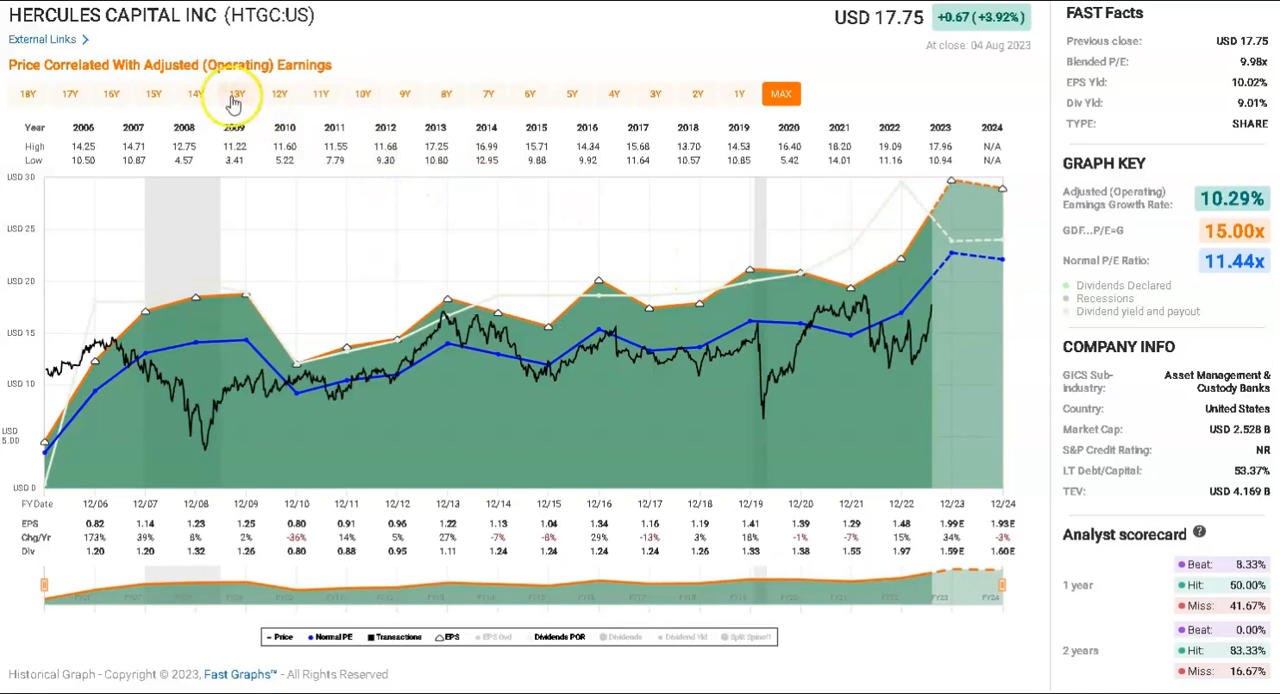 HERCULES CAPITAL INC (HTGC:US)
External Links >
USD 17.75 +0.67 (+3.92%)
At close: 04 Aug 2023
Price Correlated With Adjusted (Operating) Earnings
18Y 17Y 16Y 15Y 14Y 13Y 12Y 11Y 10Y 9Y 8Y 7Y 6Y 5Y 4Y 3Y 2Y 1Y MAX
Year 2006 2007 2008 2009 2010 2011 2012 2013 2014 2015 2016 2017 2018 2019 2020 2021 2022 2023 2024
High 14.25 14.71 12.75 11.22 11.60 11.55 11.68 17.25 16.99 15.71 14.34 15.68 13.70 14.53 16.40 18.20 19.09 17.96 N/A
Low 10.50 10.87 4.57 3.41 5.22 7.79 9.30 10.80 12.95 9.88 9.92 11.64 10.57 10.85 5.42 14.01 11.16 10.94 N/A
USD 30
USD 25
USD 20
USD 15
USD 10
USD
5.00
USD 0
FY Date 12/06 12/07 12/08 12/09 12/10 12/11 12/12 12/13 12/14 12/15 12/16 12/17 12/18 12/19 12/20 12/21 12/22 12/23 12/24
EPS 0.82 1.14 1.23 1.25 0.80 0.91 0.96 1.22 1.13 1.04 1.34 1.16 1.19 1.41 1.39 1.29 1.48 1.99E 1.93E
Chg/Yr 173% 39% 8% 2% -36% 14% 5% 27% -7% -8% 29% -13% 3% 18% -1% -7% 15% 34% -3%
Div 1.20 1.20 1.32 1.26 0.80 0.88 0.95 1.11 1.24 1.24 1.24 1.24 1.26 1.33 1.38 1.55 1.97 1.59E 1.60E
FY23 FY24
Price Normal PE Transactions EPS EPS Ovd Dividends POR Dividends Dividend Yld Split Spinoff
Historical Graph - Copyright © 2023, Fast Graphs™ - All Rights Reserved
FAST Facts
Previous close: USD 17.75
Blended P/E: 9.98x
EPS Yld: 10.02%
Div Yld: 9.01%
TYPE: SHARE
GRAPH KEY
Adjusted (Operating)
Earnings Growth Rate: 10.29%
GDF...P/E=G 15.00x
Normal P/E Ratio: 11.44x
Dividends Declared
Recessions
Dividend yield and payout
COMPANY INFO
GICS Sub-
industry: Asset Management &
Custody Banks
Country: United States
Market Cap: USD 2.528 B
S&P Credit Rating: NR
LT Debt/Capital: 53.37%
TEV: USD 4.169 B
Analyst scorecard ?
1 year
Beat: 8.33%
Hit: 50.00%
Miss: 41.67%
2 years
Beat: 0.00%
Hit: 83.33%
Miss: 16.67%